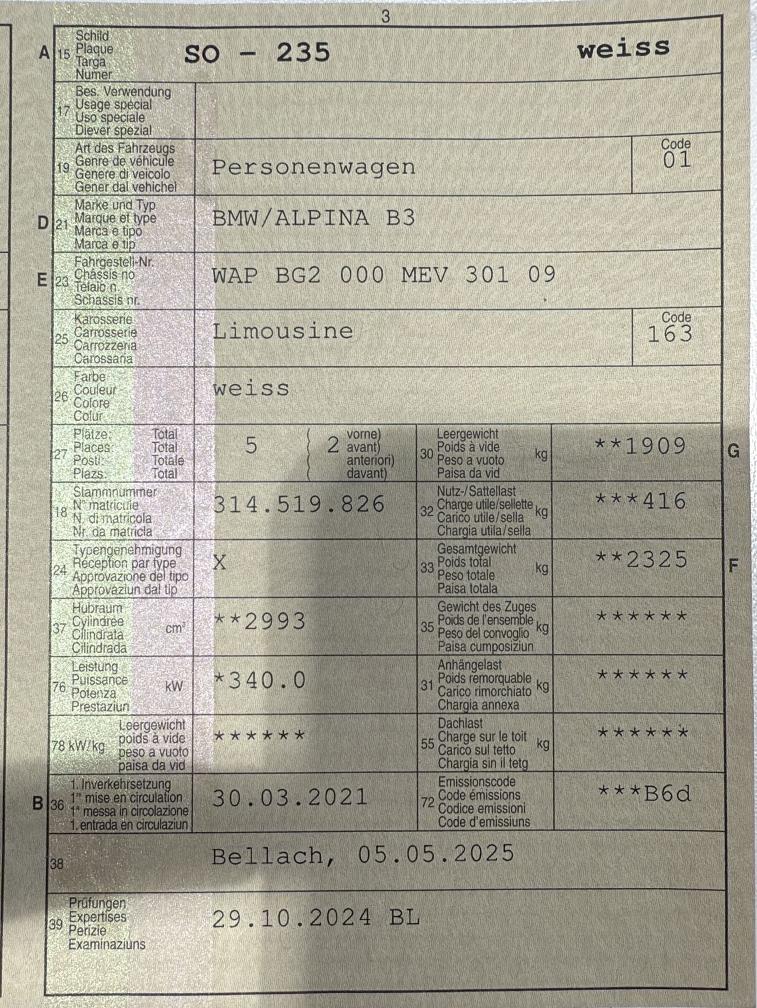 3
A 15 Schild SO - 235 weiss
Plaque
Targa
Numer
17 Bes. Verwendung
Usage spécial
Uso speciale
Diever spezial
19 Art des Fahrzeugs Personenwagen Code 01
Genre de véhicule
Genere di veicolo
Gener dal vehichel
D 21 Marke und Typ BMW/ALPINA B3
Marque et type
Marca e tipo
Marca e tip
E 23 Fahrgestell-Nr. WAP BG2 000 MEV 301 09
Châssis no
Telaio n.
Schassis nr.
25 Karosserie Limousine Code 163
Carrosserie
Carrozzeria
Carossaria
26 Farbe weiss
Couleur
Colore
Colur
27 Plätze: Total 5 ( 2 vorne)
Places: Total ( avant)
Posti: Totale ( anteriori)
Plazs: Total ( davant)
30 Leergewicht kg **1909 G
Poids à vide
Peso a vuoto
Paisa da vid
18 Stammnummer 314.519.826
N° matricule
N. di matricola
Nr. da matricla
32 Nutz-/Sattellast kg ***416
Charge utile/sellette
Carico utile/sella
Chargia utila/sella
24 Typengenehmigung X
Réception par type
Approvazione del tipo
Approvaziun dal tip
33 Gesamtgewicht kg **2325 F
Poids total
Peso totale
Paisa totala
37 Hubraum cm³ **2993
Cylindrée
Cilindrata
Cilindrada
35 Gewicht des Zuges kg ******
Poids de l'ensemble
Peso del convoglio
Paisa cumposiziun
76 Leistung kW *340.0
Puissance
Potenza
Prestaziun
31 Anhängelast kg ******
Poids remorquable
Carico rimorchiato
Chargia annexa
78 kW/kg Leergewicht ******
poids à vide
peso a vuoto
paisa da vid
55 Dachlast kg ******
Charge sur le toit
Carico sul tetto
Chargia sin il tetg
B 36 1. Inverkehrsetzung 30.03.2021
1re mise en circulation
1a messa in circolazione
1. entrada en circulaziun
72 Emissionscode ***B6d
Code émissions
Codice emissioni
Code d'emissiuns
38 Bellach, 05.05.2025
39 Prüfungen 29.10.2024 BL
Expertises
Perizie
Examinaziuns